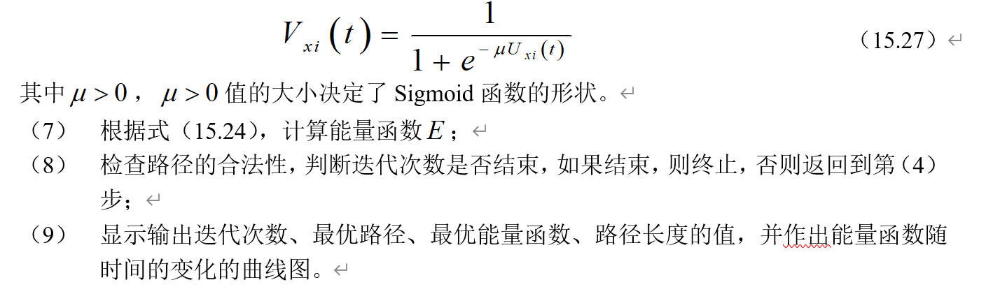 V_{xi}(t) = \frac{1}{1 + e^{-\mu U_{xi}(t)}} （15.27）↵
其中 μ > 0 ， μ > 0 值的大小决定了 Sigmoid 函数的形状。↵
（7） 根据式（15.24），计算能量函数 E ；↵
（8） 检查路径的合法性，判断迭代次数是否结束，如果结束，则终止，否则返回到第（4）
步；↵
（9） 显示输出迭代次数、最优路径、最优能量函数、路径长度的值，并作出能量函数随
时间的变化的曲线图。↵